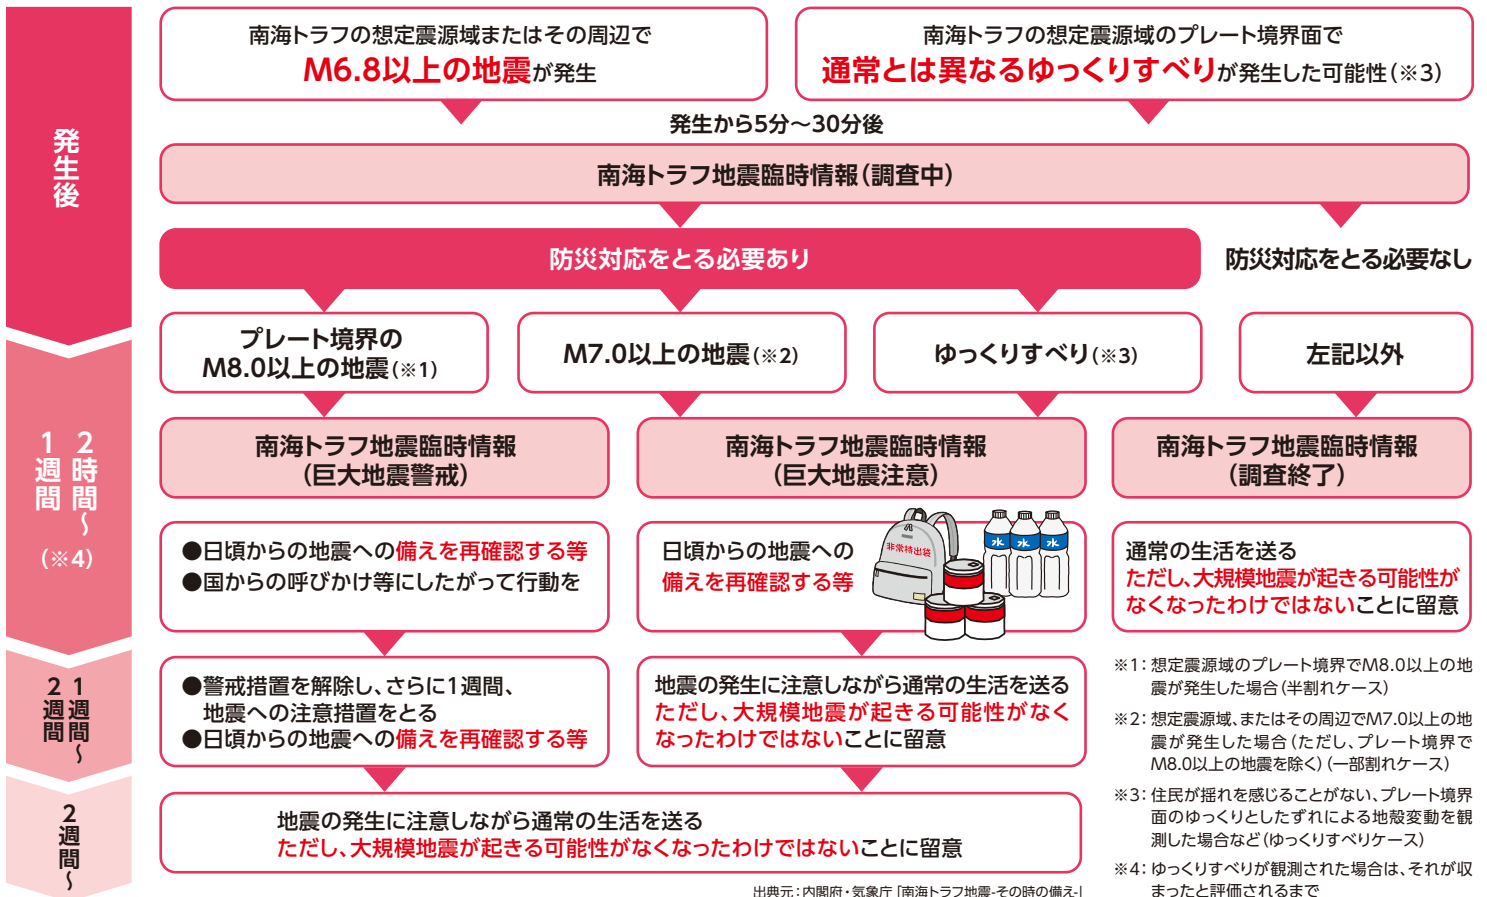 発生後
南海トラフの想定震源域またはその周辺で
M6.8以上の地震が発生
南海トラフの想定震源域のプレート境界面で
通常とは異なるゆっくりすべりが発生した可能性(※3)
発生から5分〜30分後
南海トラフ地震臨時情報(調査中)
防災対応をとる必要あり
防災対応をとる必要なし
2時間〜
1週間
(※4)
プレート境界の
M8.0以上の地震(※1)
M7.0以上の地震(※2)
ゆっくりすべり(※3)
左記以外
南海トラフ地震臨時情報
(巨大地震警戒)
南海トラフ地震臨時情報
(巨大地震注意)
南海トラフ地震臨時情報
(調査終了)
●日頃からの地震への備えを再確認する等
●国からの呼びかけ等にしたがって行動を
日頃からの地震への
備えを再確認する等
非常持出袋
水
水
水
通常の生活を送る
ただし、大規模地震が起きる可能性が
なくなったわけではないことに留意
1週間〜
2週間
●警戒措置を解除し、さらに1週間、
地震への注意措置をとる
●日頃からの地震への備えを再確認する等
地震の発生に注意しながら通常の生活を送る
ただし、大規模地震が起きる可能性がなく
なったわけではないことに留意
2週間〜
地震の発生に注意しながら通常の生活を送る
ただし、大規模地震が起きる可能性がなくなったわけではないことに留意
※1：想定震源域のプレート境界でM8.0以上の地
震が発生した場合(半割れケース)
※2：想定震源域、またはその周辺でM7.0以上の地
震が発生した場合(ただし、プレート境界で
M8.0以上の地震を除く)(一部割れケース)
※3：住民が揺れを感じることがない、プレート境界
面のゆっくりとしたずれによる地殻変動を観
測した場合など(ゆっくりすべりケース)
※4：ゆっくりすべりが観測された場合は、それが収
まったと評価されるまで
出典元：内閣府・気象庁「南海トラフ地震-その時の備え-」